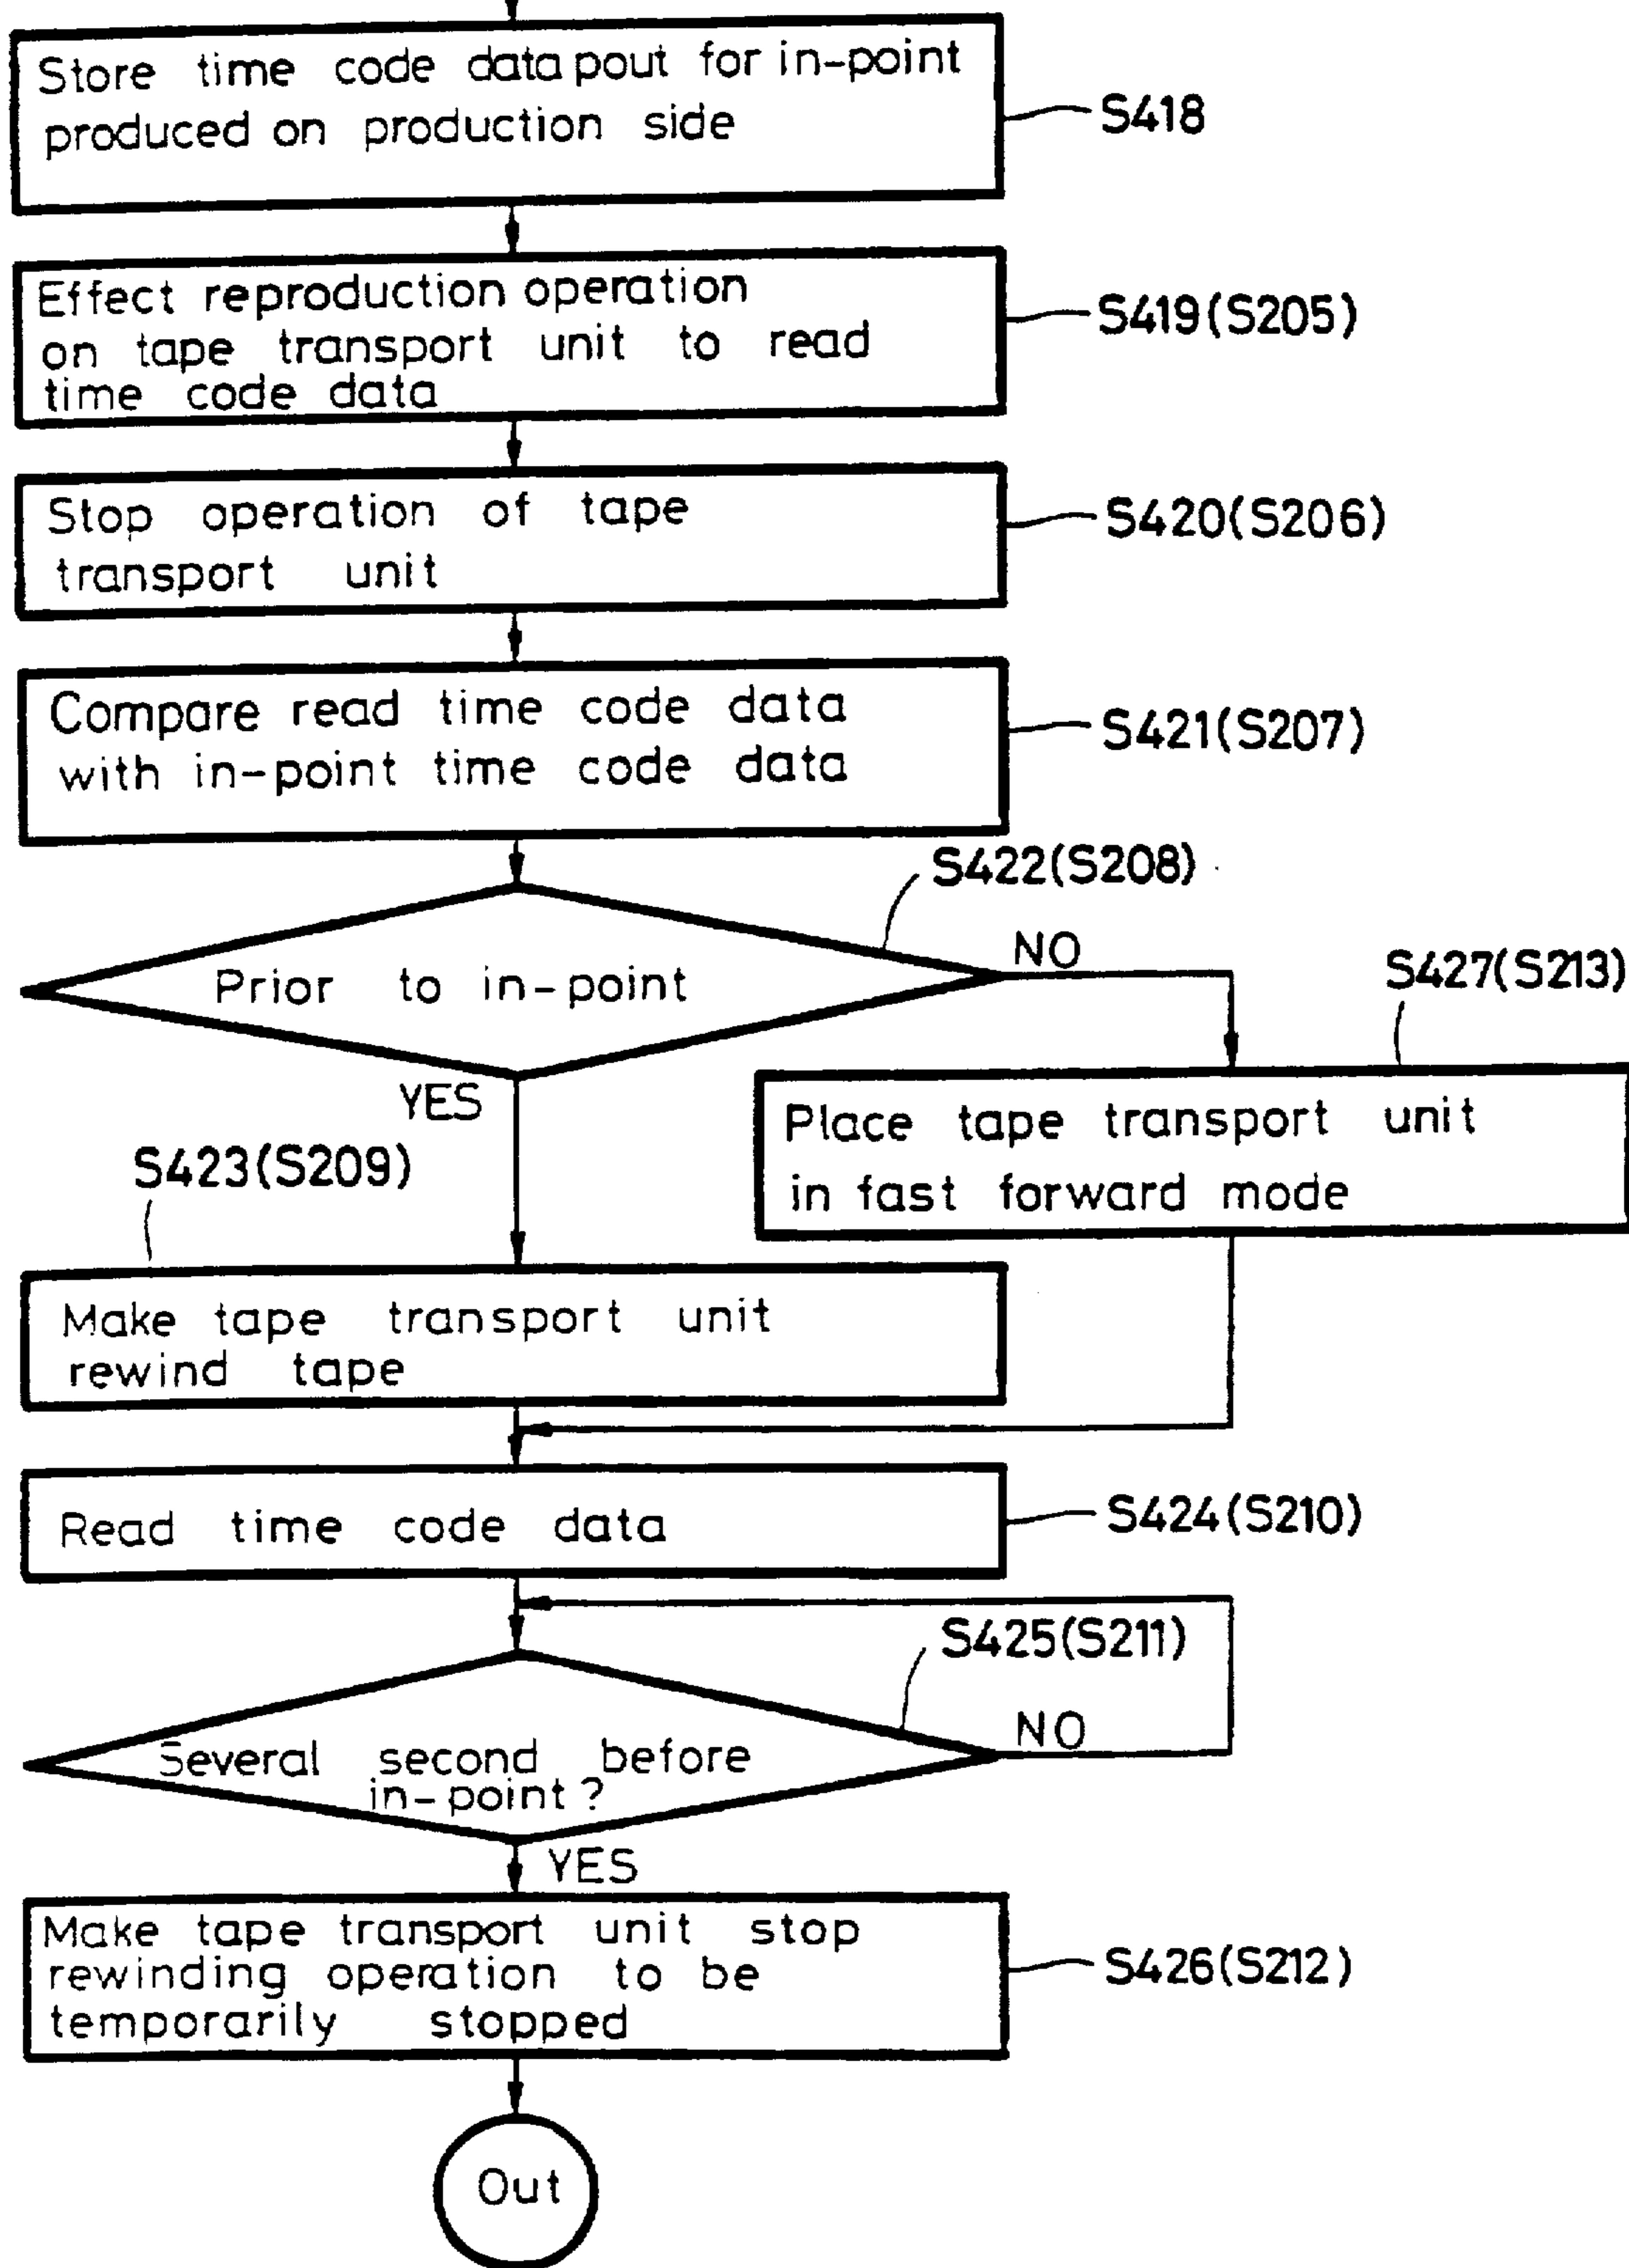 Store time code data pout for in-point
produced on production side
S418
Effect reproduction operation
on tape transport unit to read
time code data
S419(S205)
Stop operation of tape
transport unit
S420(S206)
Compare read time code data
with in-point time code data
S421(S207)
S422(S208)
Prior to in-point
NO
YES
S427(S213)
Place tape transport unit
in fast forward mode
S423(S209)
Make tape transport unit
rewind tape
Read time code data
S424(S210)
S425(S211)
Several second before
in-point?
NO
YES
Make tape transport unit stop
rewinding operation to be
temporarily stopped
S426(S212)
Out